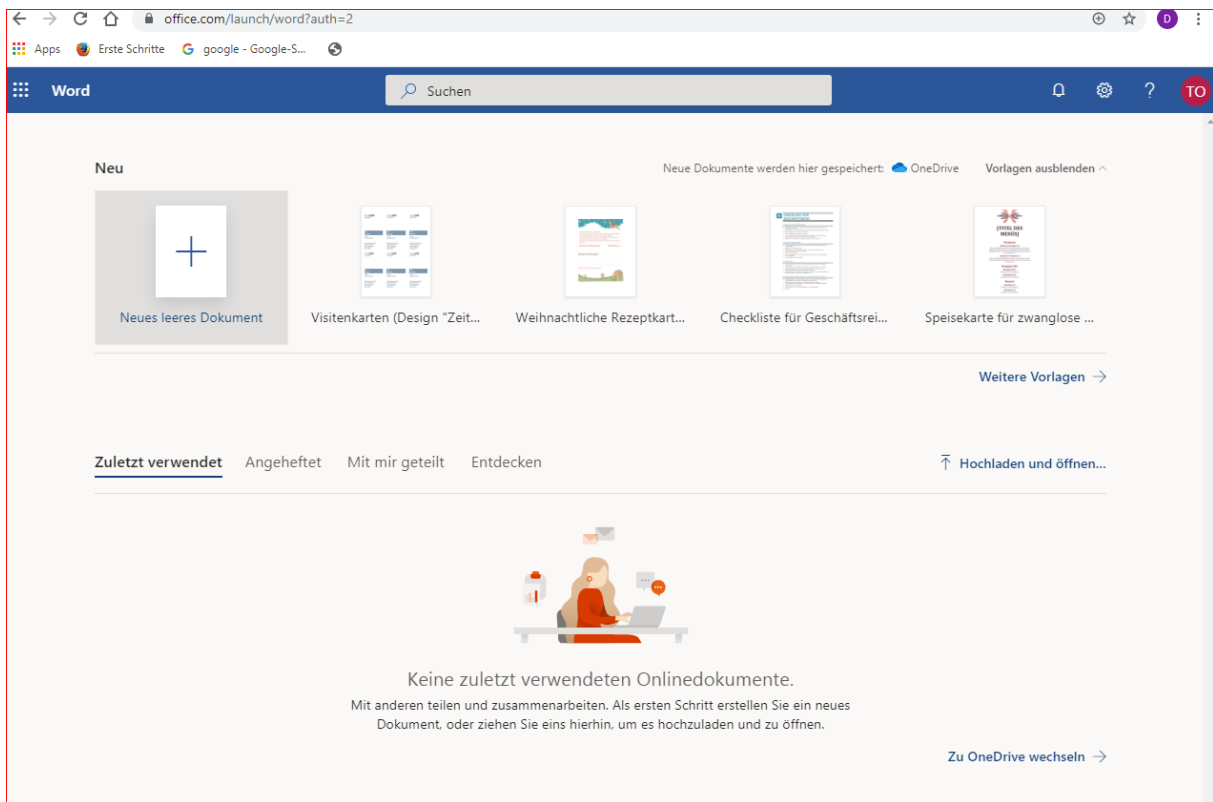 office.com/launch/word?auth=2
D
Apps Erste Schritte G google - Google-S...
Word Suchen ? TO
Neu Neue Dokumente werden hier gespeichert: OneDrive Vorlagen ausblenden
[TITEL DES
MENÜS]
Neues leeres Dokument Visitenkarten (Design "Zeit... Weihnachtliche Rezeptkart... Checkliste für Geschäftsrei... Speisekarte für zwanglose ...
Weitere Vorlagen →
Zuletzt verwendet Angeheftet Mit mir geteilt Entdecken Hochladen und öffnen...
Keine zuletzt verwendeten Onlinedokumente.
Mit anderen teilen und zusammenarbeiten. Als ersten Schritt erstellen Sie ein neues
Dokument, oder ziehen Sie eins hierhin, um es hochzuladen und zu öffnen.
Zu OneDrive wechseln →